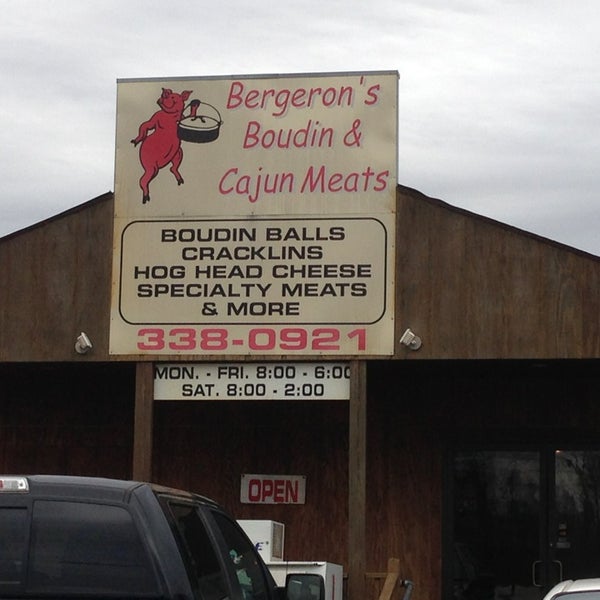 Bergeron's
Boudin &
Cajun Meats
BOUDIN BALLS
CRACKLINS
HOG HEAD CHEESE
SPECIALTY MEATS
& MORE
338-0921
MON. - FRI. 8:00 - 6:00
SAT. 8:00 - 2:00
OPEN